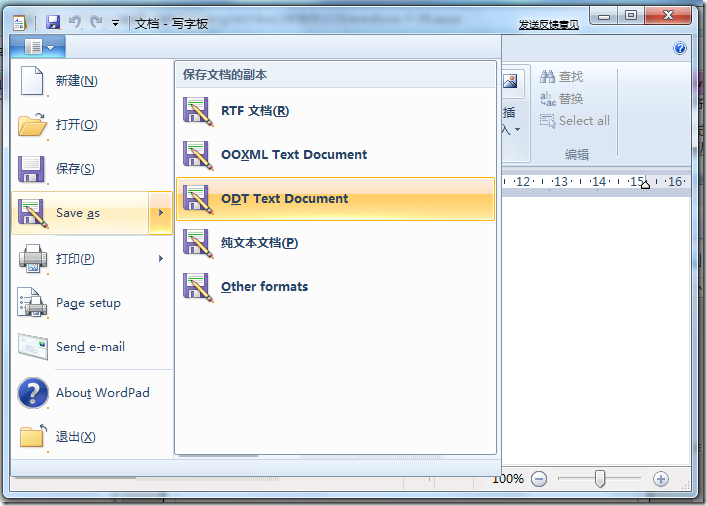 文档 - 写字板
发送反馈意见
新建(N)
打开(O)
保存(S)
Save as
打印(P)
Page setup
Send e-mail
About WordPad
退出(X)
保存文档的副本
RTF 文档(R)
OOXML Text Document
ODT Text Document
纯文本文档(P)
Other formats
插
入
查找
替换
Select all
编辑
12 13 14 15 16
100%